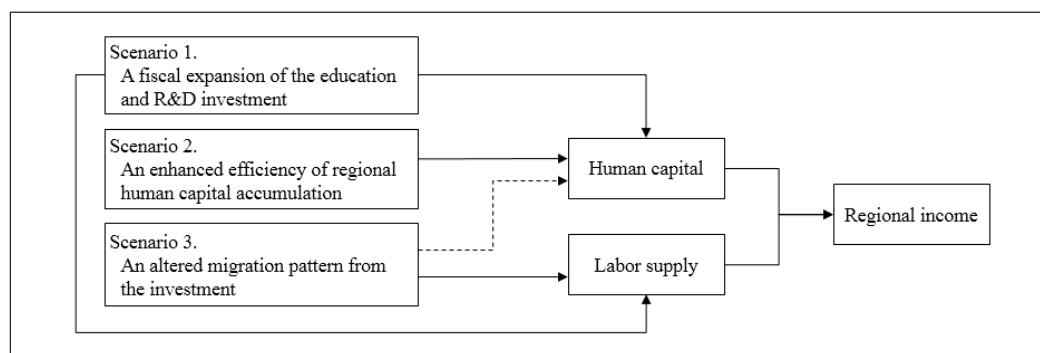 Scenario 1.
A fiscal expansion of the education
and R&D investment
Scenario 2.
An enhanced efficiency of regional
human capital accumulation
Scenario 3.
An altered migration pattern from
the investment
Human capital
Labor supply
Regional income